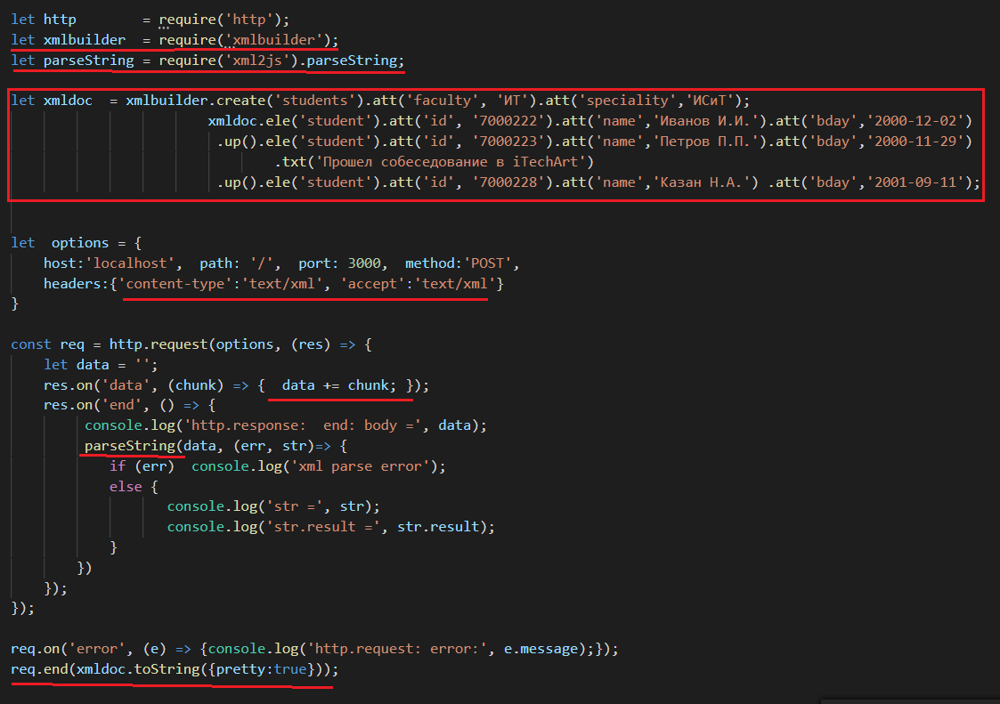 let http        = require('http');
let xmlbuilder  = require('xmlbuilder');
let parseString = require('xml2js').parseString;
let xmldoc  = xmlbuilder.create('students').att('faculty', 'ИТ').att('speciality','ИСиТ');
xmldoc.ele('student').att('id', '7000222').att('name','Иванов И.И.').att('bday','2000-12-02')
.up().ele('student').att('id', '7000223').att('name','Петров П.П.').att('bday','2000-11-29')
.txt('Прошел собеседование в iTechArt')
.up().ele('student').att('id', '7000228').att('name','Казан Н.А.') .att('bday','2001-09-11');
let  options = {
host:'localhost',  path: '/',  port: 3000,  method:'POST',
headers:{'content-type':'text/xml', 'accept':'text/xml'}
}
const req = http.request(options, (res) => {
let data = '';
res.on('data', (chunk) => {  data += chunk; });
res.on('end', () => {
console.log('http.response:  end: body =', data);
parseString(data, (err, str)=> {
if (err)  console.log('xml parse error');
else {
console.log('str =', str);
console.log('str.result =', str.result);
}
})
});
});
req.on('error', (e) => {console.log('http.request: error:', e.message);});
req.end(xmldoc.toString({pretty:true}));